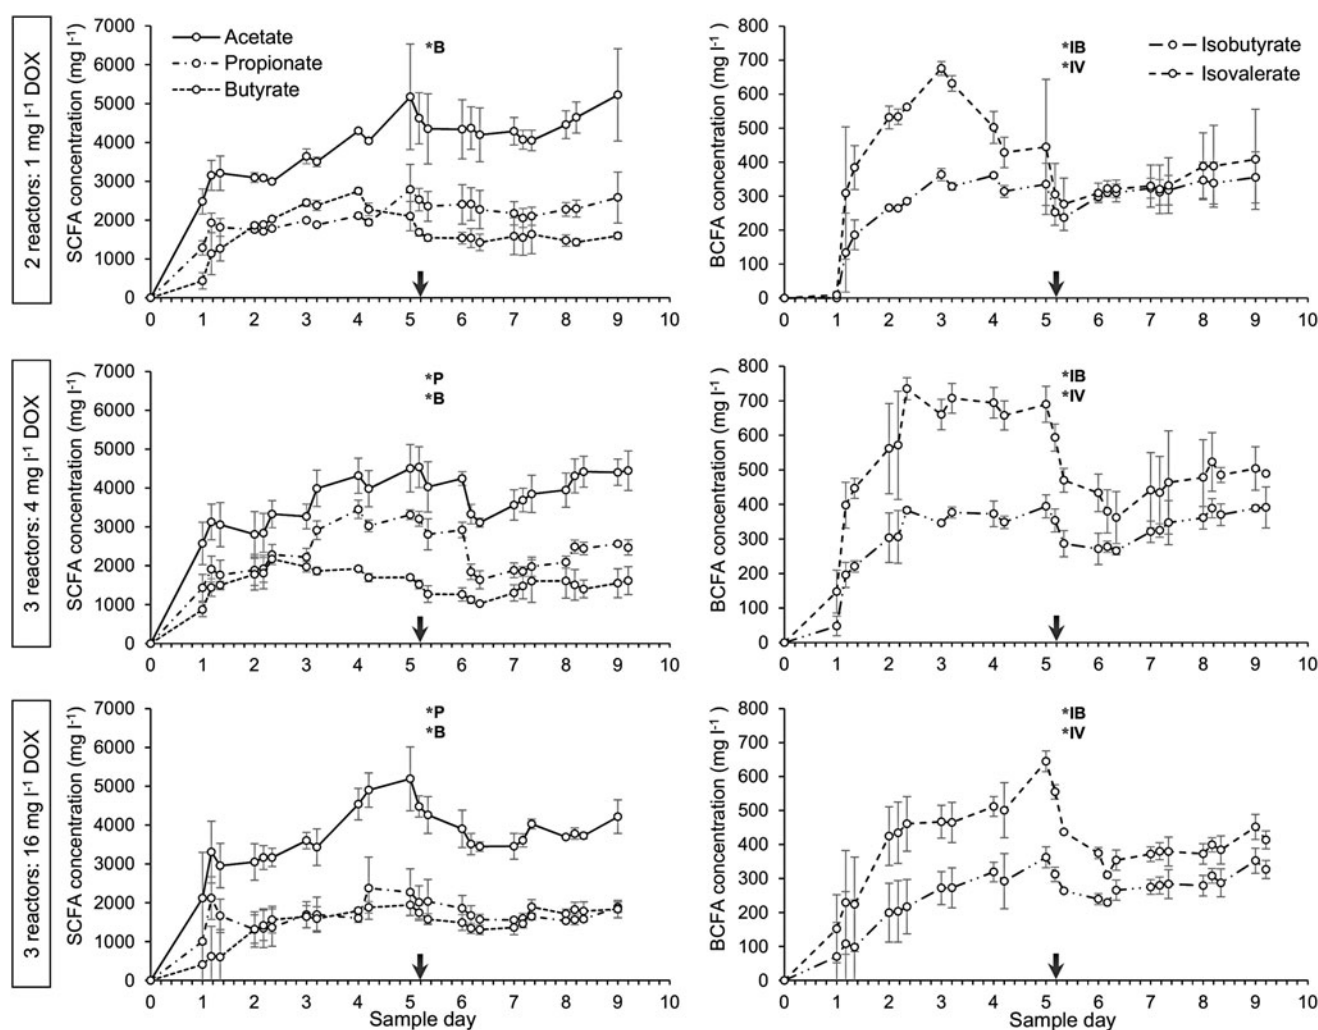 2 reactors: 1 mg l-1 DOX
SCFA concentration (mg l-1)
7000
6000
5000
4000
3000
2000
1000
0
Acetate
Propionate
Butyrate
*B
0 1 2 3 4 5 6 7 8 9 10
BCFA concentration (mg l-1 )
800
700
600
500
400
300
200
100
0
*IB
*IV
Isobutyrate
Isovalerate
0 1 2 3 4 5 6 7 8 9 10
3 reactors: 4 mg l-1 DOX
SCFA concentration (mg l-1)
7000
6000
5000
4000
3000
2000
1000
0
*P
*B
0 1 2 3 4 5 6 7 8 9 10
BCFA concentration (mg l-1 )
800
700
600
500
400
300
200
100
0
*IB
*IV
0 1 2 3 4 5 6 7 8 9 10
3 reactors: 16 mg l-1 DOX
SCFA concentration (mg l-1)
7000
6000
5000
4000
3000
2000
1000
0
*P
*B
0 1 2 3 4 5 6 7 8 9 10
Sample day
BCFA concentration (mg l-1 )
800
700
600
500
400
300
200
100
0
*IB
*IV
0 1 2 3 4 5 6 7 8 9 10
Sample day